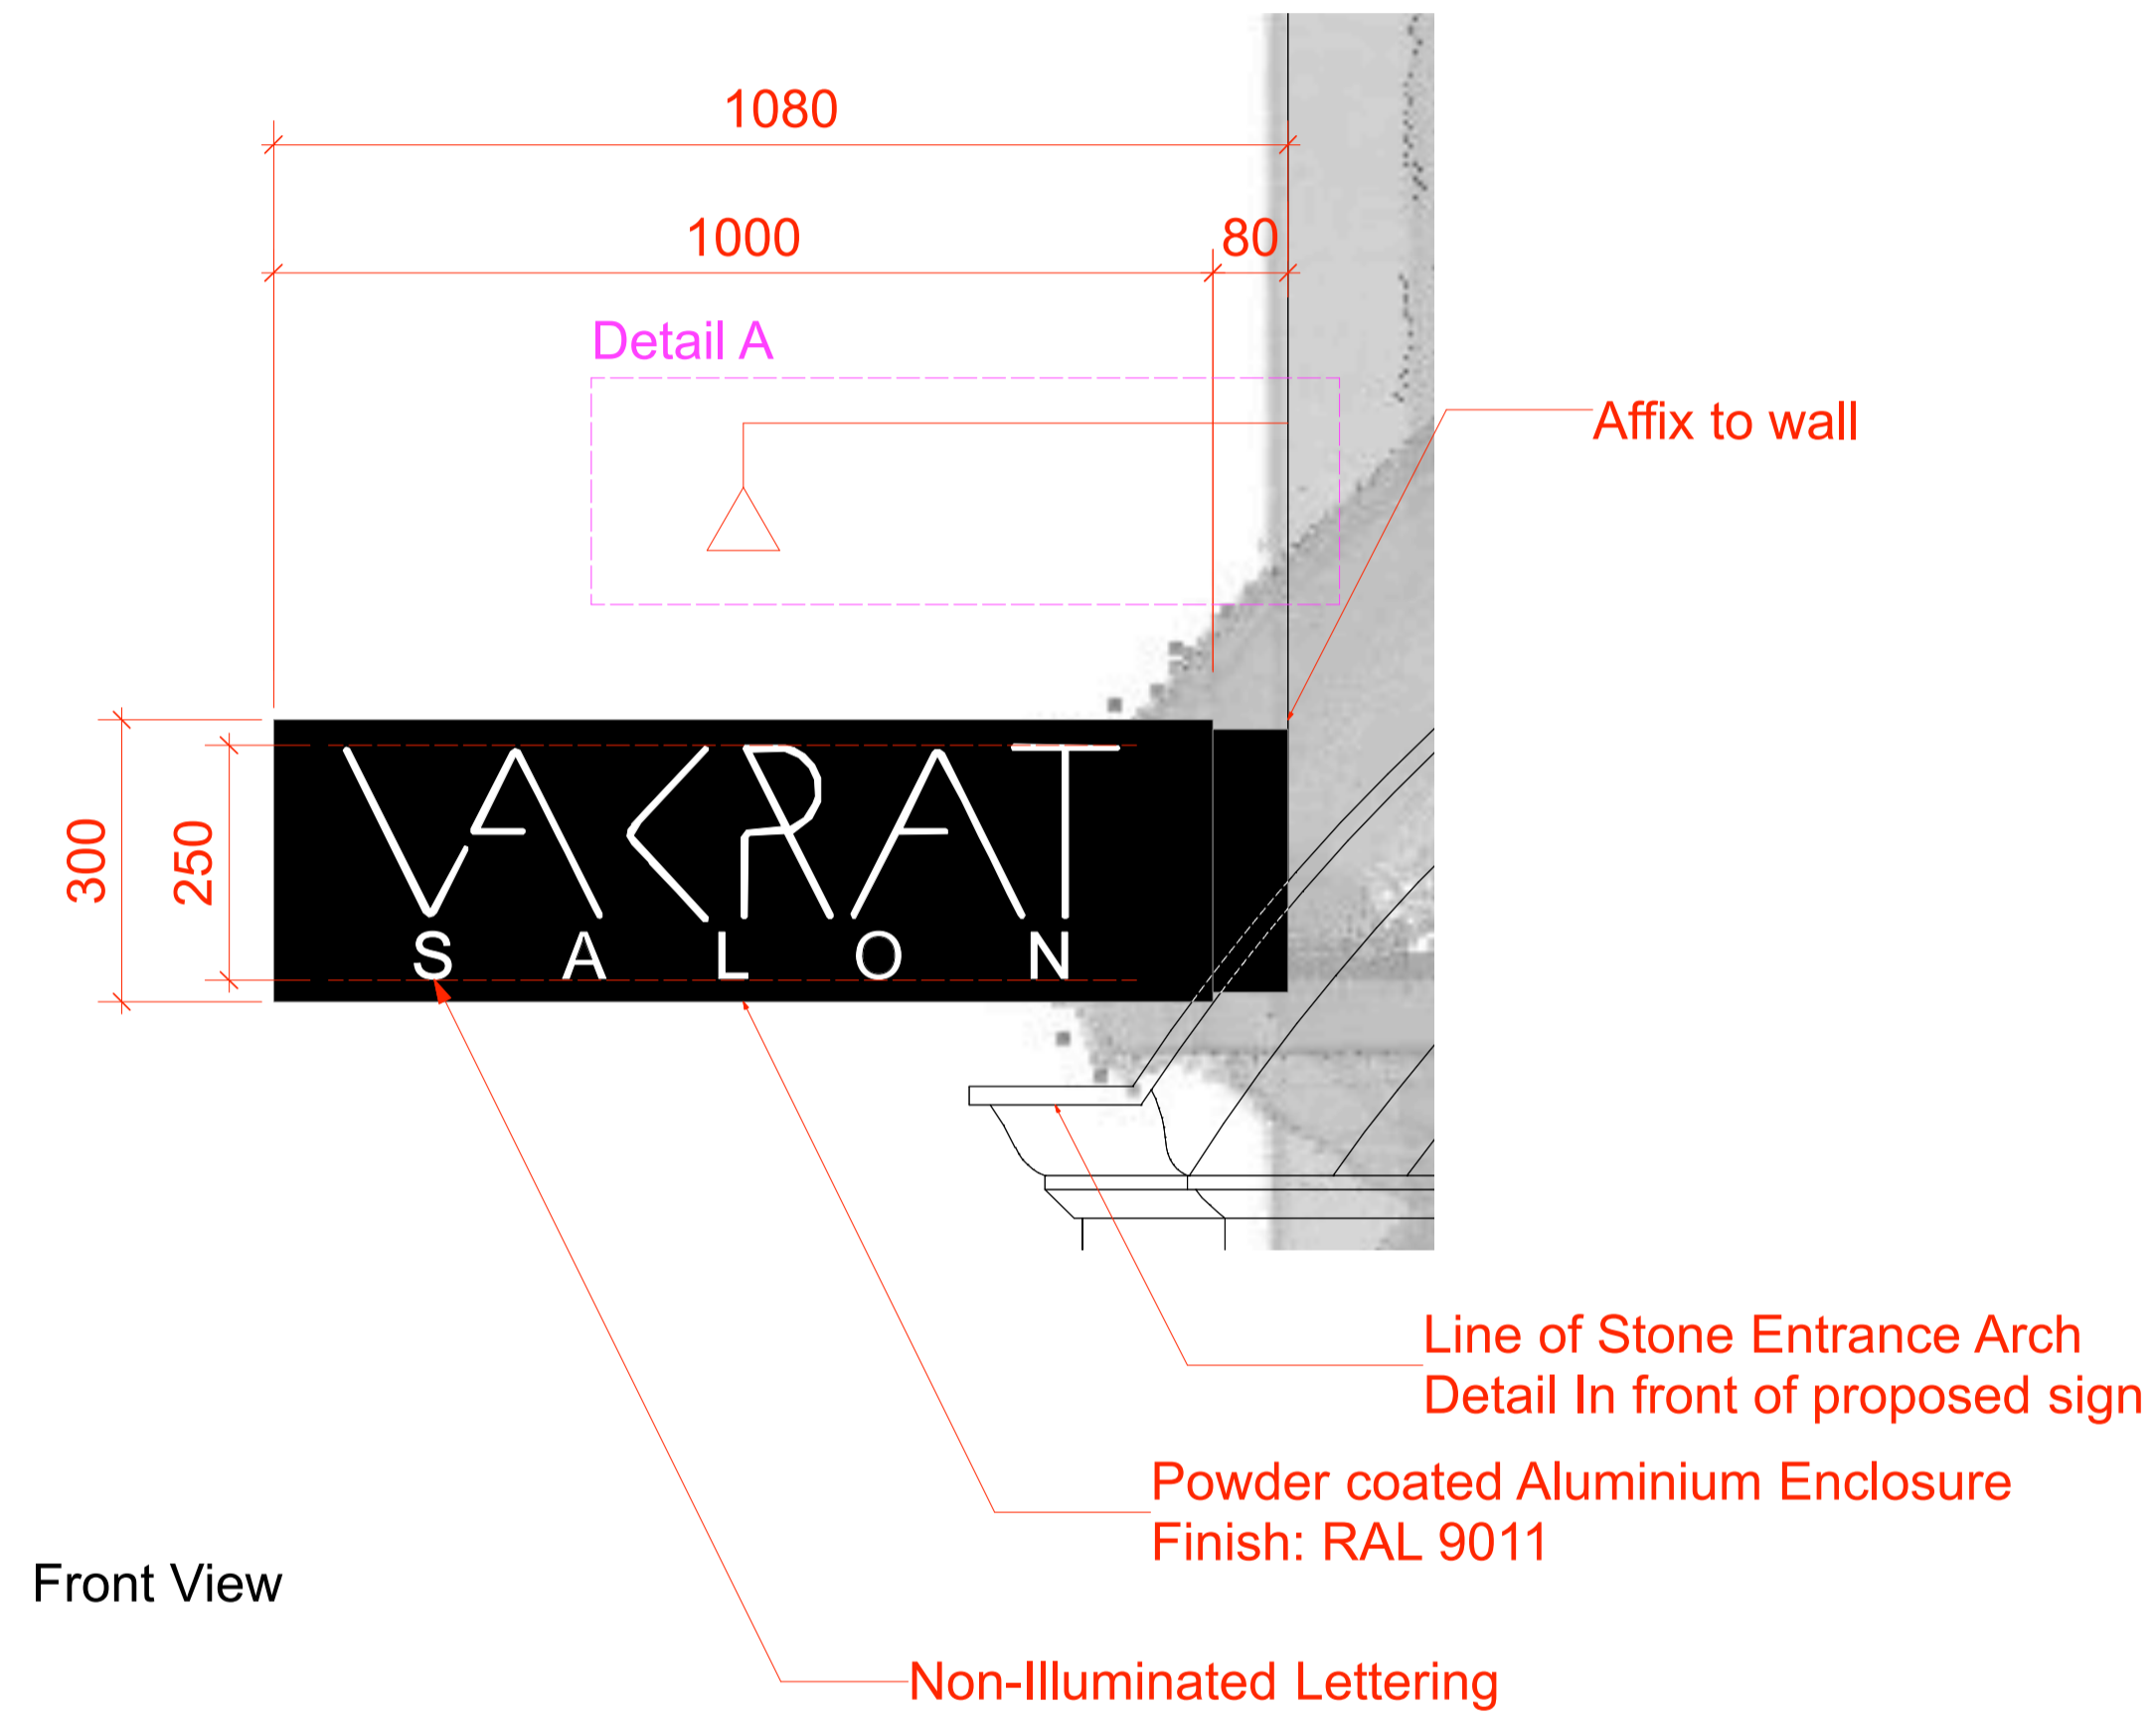 1080
1000
80
Detail A
Affix to wall
300
250
VAKRAT
SALON
Line of Stone Entrance Arch
Detail In front of proposed sign
Powder coated Aluminium Enclosure
Finish: RAL 9011
Front View
Non-Illuminated Lettering